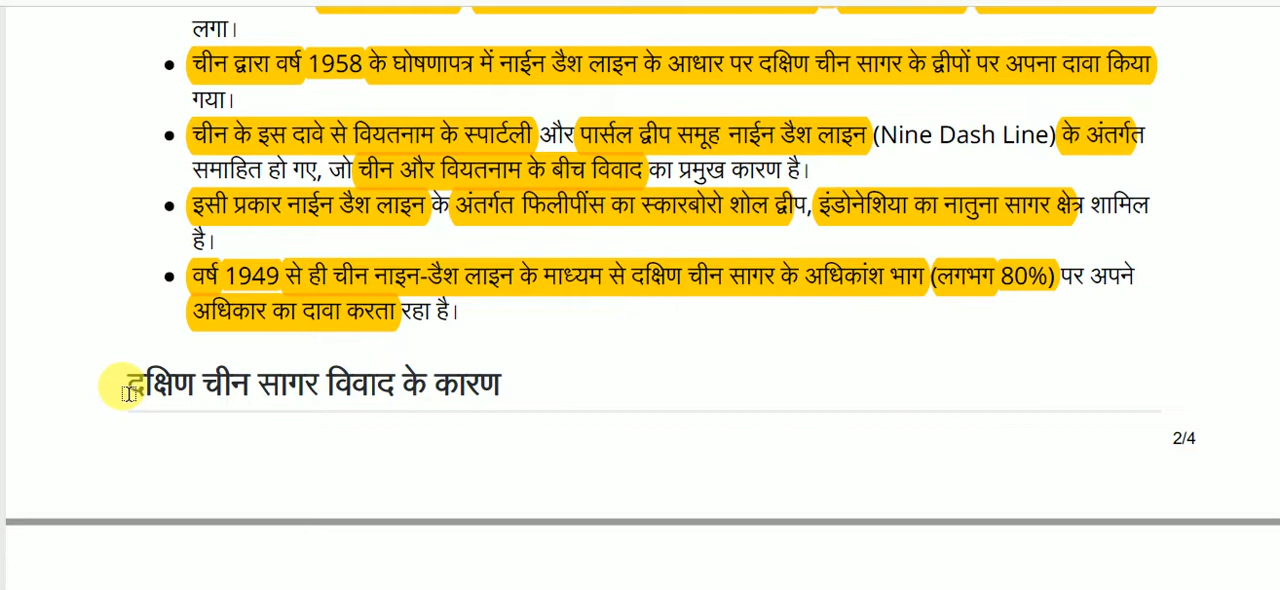 लगा।
चीन द्वारा वर्ष 1958 के घोषणापत्र में नाईन डैश लाइन के आधार पर दक्षिण चीन सागर के द्वीपों पर अपना दावा किया
गया।
चीन के इस दावे से वियतनाम के स्पार्टली और पार्सल द्वीप समूह नाईन डैश लाइन (Nine Dash Line) के अंतर्गत
समाहित हो गए, जो चीन और वियतनाम के बीच विवाद का प्रमुख कारण है।
इसी प्रकार नाईन डैश लाइन के अंतर्गत फिलीपींस का स्कारबोरो शोल द्वीप, इंडोनेशिया का नातुना सागर क्षेत्र शामिल
है।
वर्ष 1949 से ही चीन नाइन-डैश लाइन के माध्यम से दक्षिण चीन सागर के अधिकांश भाग (लगभग 80%) पर अपने
अधिकार का दावा करता रहा है।
दक्षिण चीन सागर विवाद के कारण
2/4